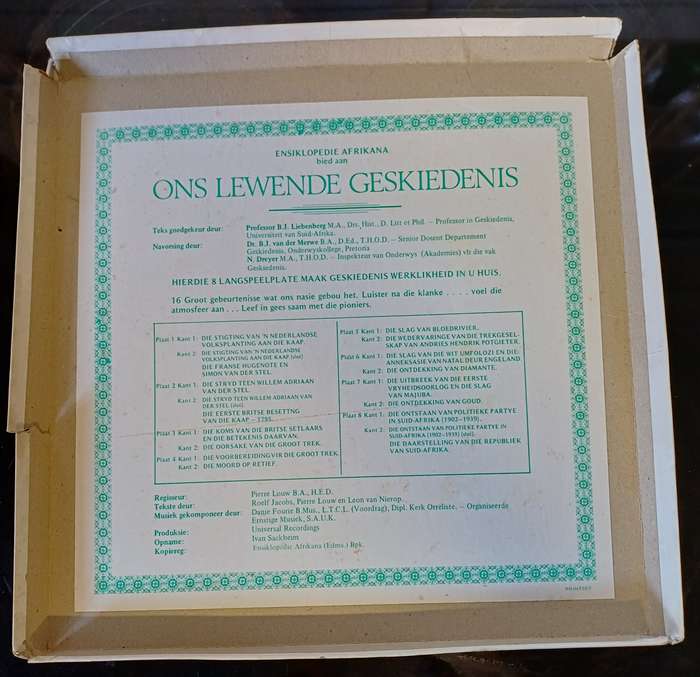 ENSIKLOPEDIE AFRIKANA
bied aan
ONS LEWENDE GESKIEDENIS
Teks goedgekeur deur: Professor B.J. Liebenberg M.A., Drs. Hist., D. Litt et Phil. – Professor in Geskiedenis,
Universiteit van Suid-Afrika.
Navorsing deur: Dr. B.J. van der Merwe B.A., D.Ed., T.H.O.D. – Senior Dosent Departement
Geskiedenis, Onderwyskollege, Pretoria
N. Dreyer M.A., T.H.O.D. – Inspekteur van Onderwys (Akademies) vir die vak
Geskiedenis.
HIERDIE 8 LANGSPEELPLATE MAAK GESKIEDENIS WERKLIKHEID IN U HUIS.
16 Groot gebeurtenisse wat ons nasie gebou het. Luister na die klanke . . . . voel die
atmosfeer aan . . . Leef in gees saam met die pioniers.
Plaat 1 Kant 1: DIE STIGTING VAN 'N NEDERLANDSE
VOLKSPLANTING AAN DIE KAAP.
Kant 2: DIE STIGTING VAN 'N NEDERLANDSE
VOLKSPLANTING AAN DIE KAAP (slot)
DIE FRANSE HUGENOTE EN
SIMON VAN DER STEL.
Plaat 2 Kant 1: DIE STRYD TEEN WILLEM ADRIAAN
VAN DER STEL.
Kant 2: DIE STRYD TEEN WILLEM ADRIAAN
VAN DER STEL (slot).
DIE EERSTE BRITSE BESETTNG
VAN DIE KAAP – 1795.
Plaat 3 Kant 1: DIE KOMS VAN DIE BRITSE SETLAARS
EN DIE BETEKENIS DAARVAN.
Kant 2: DIE OORSAKE VAN DIE GROOT TREK.
Plaat 4 Kant 1: DIE VOORBEREIDING VIR DIE GROOT TREK
Kant 2: DIE MOORD OP RETIEF.
Plaat 5 Kant 1: DIE SLAG VAN BLOEDRIVIER.
Kant 2: DIE WEDERVARINGE VAN DIE TREKGESEL-
SKAP VAN ANDRIES HENDRIK POTGIETER.
Plaat 6 Kant 1: DIE SLAG VAN DIE WIT UMFOLOZI EN DIE
ANNEKSASIE VAN NATAL DEUR ENGELAND
Kant 2: DIE ONTDEKKING VAN DIAMANTE.
Plaat 7 Kant 1: DIE UITBREEK VAN DIE EERSTE
VRYHEIDSOORLOG EN DIE SLAG
VAN MAJUBA.
Kant 2: DIE ONTDEKKING VAN GOUD.
Plaat 8 Kant 1: DIE ONTSTAAN VAN POLITIEKE PARTYE
IN SUID-AFRIKA (1902–1939).
Kant 2: DIE ONTSTAAN VAN POLITIEKE PARTYE IN
SUID-AFRIKA (1902–1939) (slot).
DIE DAARSTELLING VAN DIE REPUBLIEK
VAN SUID-AFRIKA.
Regisseur: Pierre Louw B.A., H.E.D.
Tekste deur: Roelf Jacobs, Pierre Louw en Leon van Nierop.
Musiek gekomponeer deur: Danje Fourie B.Mus., L.T.C.L. (Voordrag), Dipl. Kerk Orreliste. – Organiseerde
Ernstige Musiek, S.A.U.K.
Produksie: Universal Recordings
Opname: Ivan Sackheim
Kopiereg: Ensiklopedie Afrikana (Edms.) Bpk.